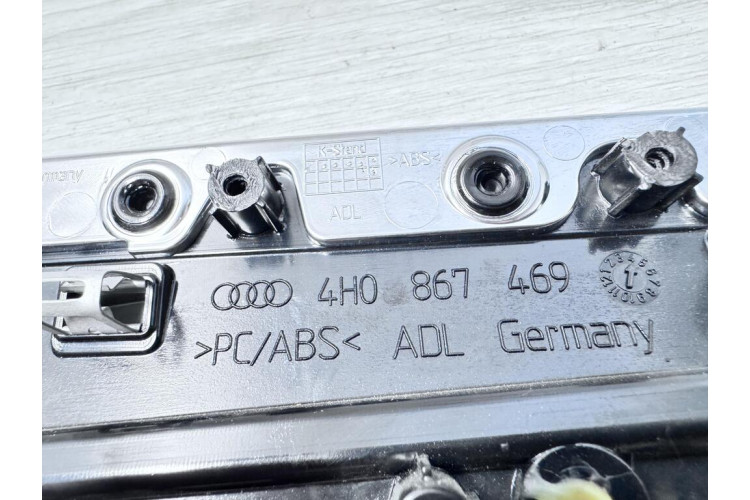 K-Stand
>ABS<
ADL
4H0 867 469
>PC/ABS< ADL Germany